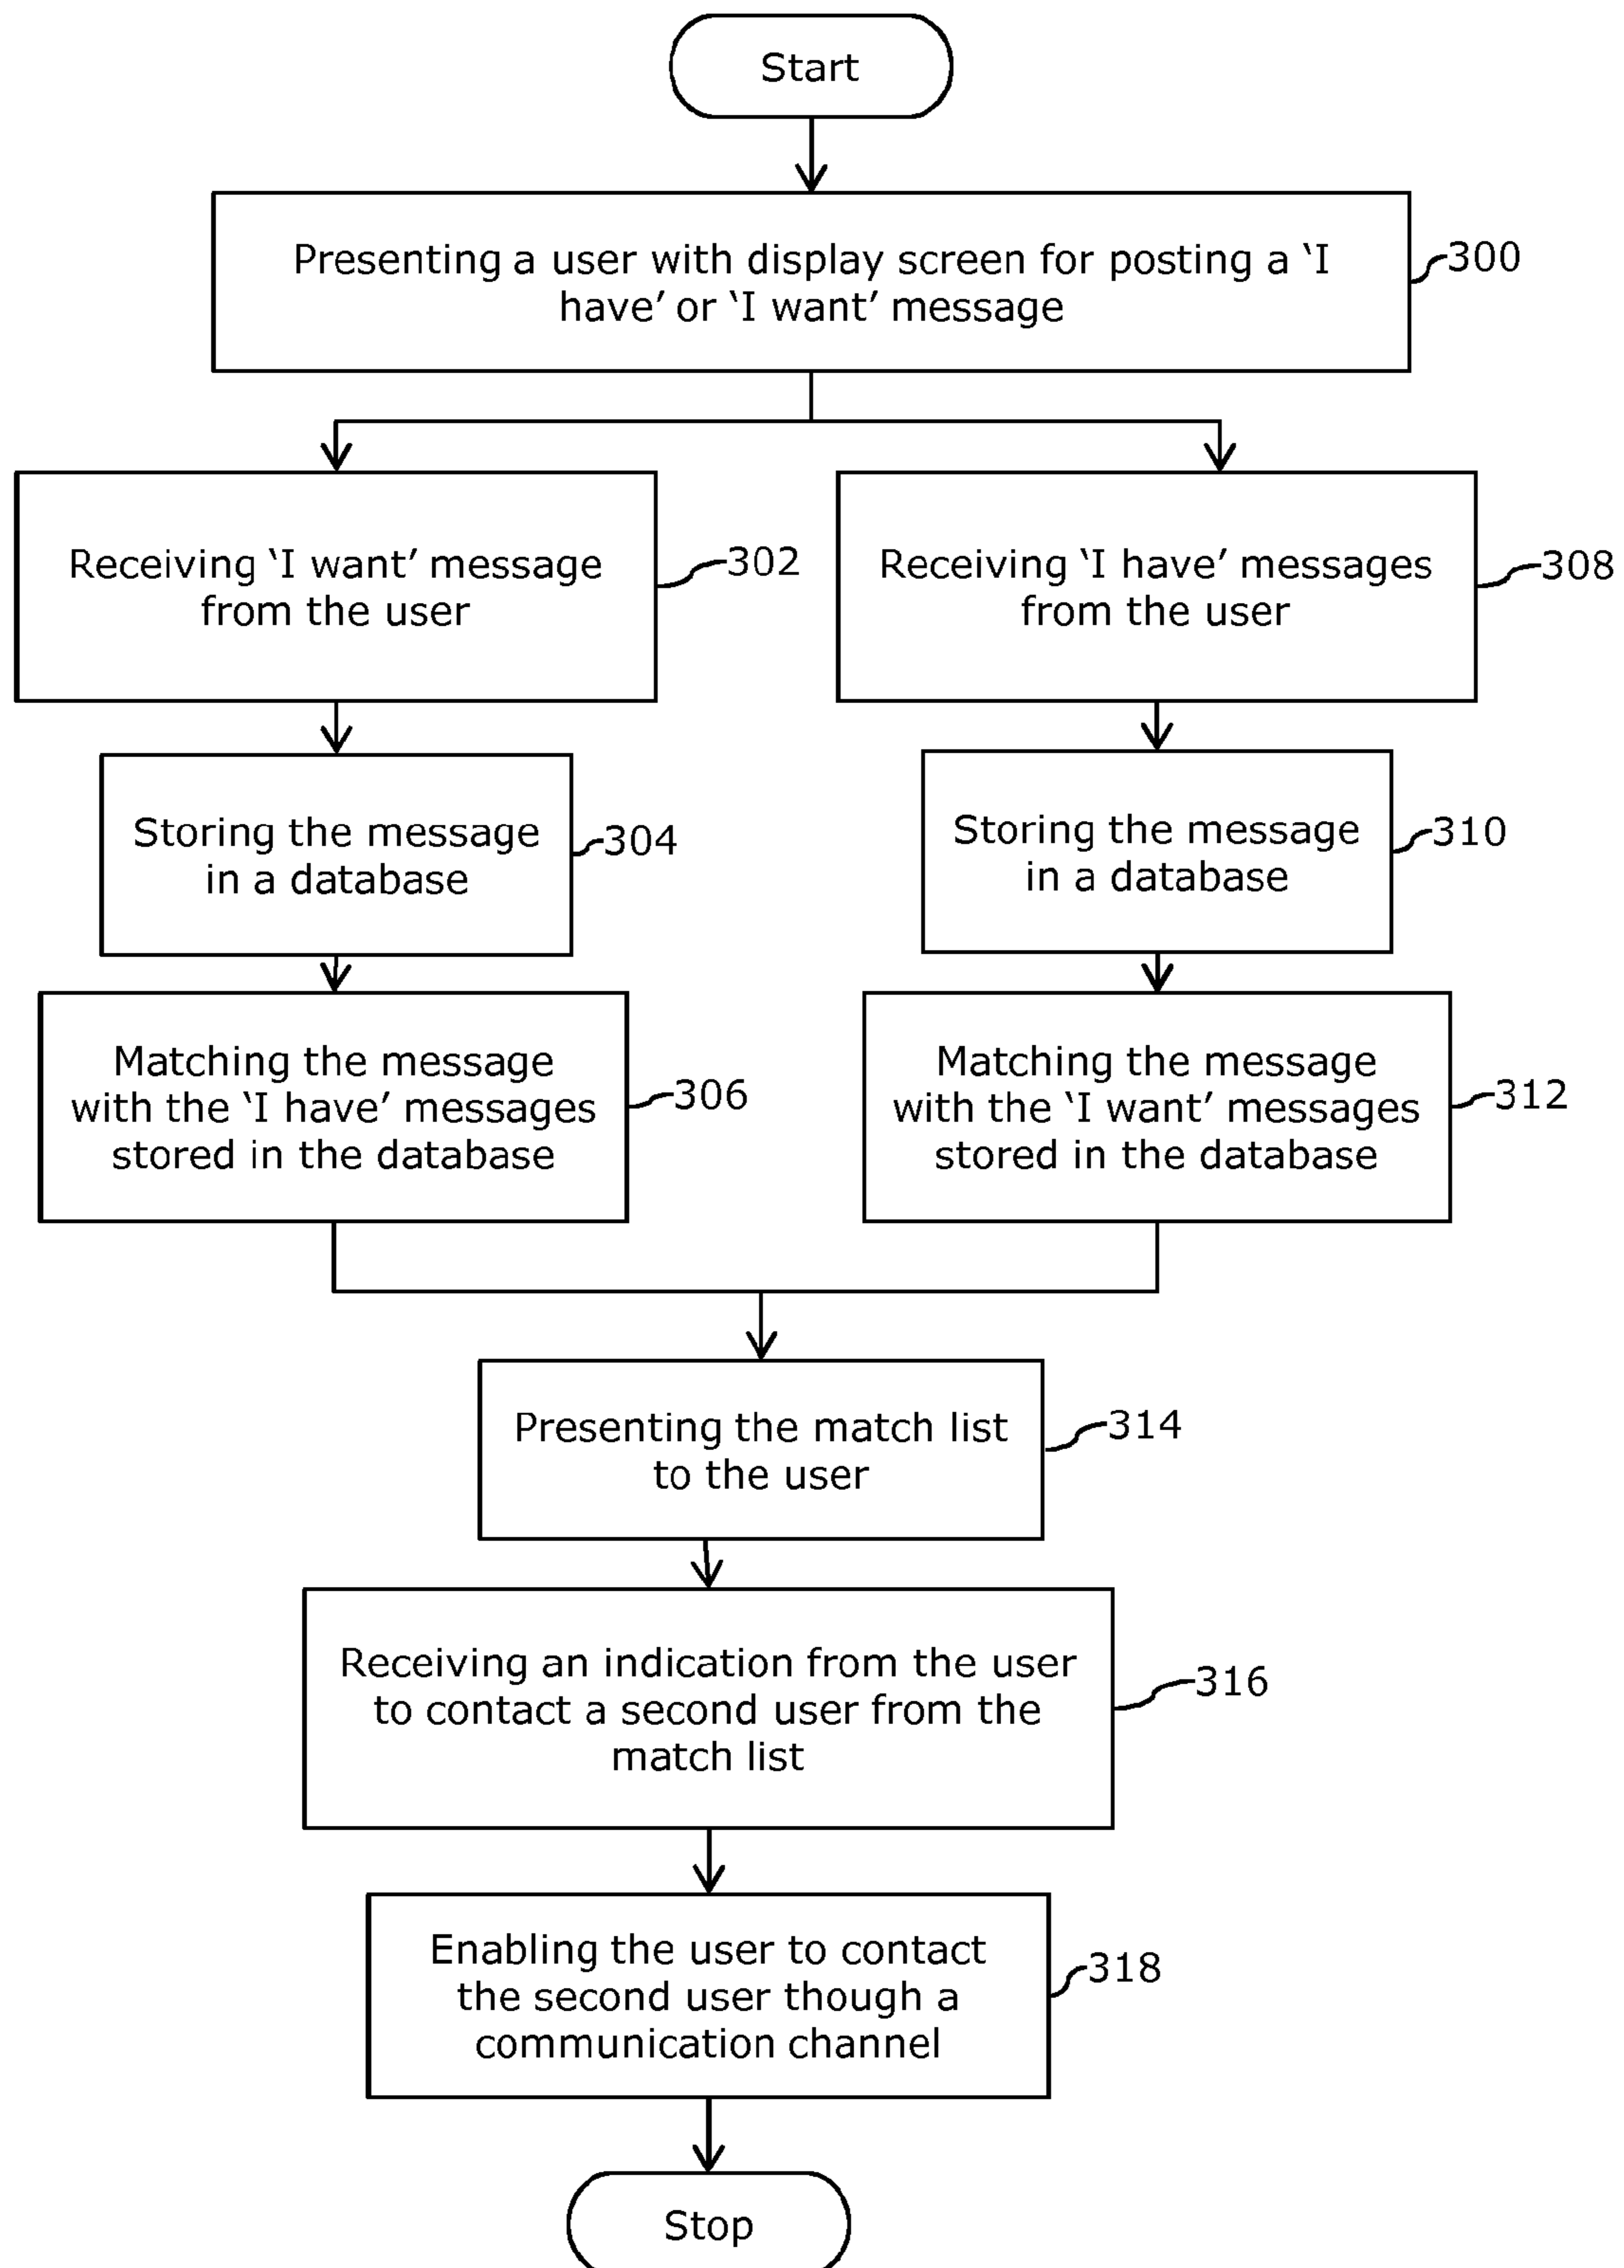 Start
Presenting a user with display screen for posting a ‘I
have’ or ‘I want’ message
300
Receiving ‘I want’ message
from the user
302
Receiving ‘I have’ messages
from the user
308
Storing the message
in a database
304
Storing the message
in a database
310
Matching the message
with the ‘I have’ messages
stored in the database
306
Matching the message
with the ‘I want’ messages
stored in the database
312
Presenting the match list
to the user
314
Receiving an indication from the user
to contact a second user from the
match list
316
Enabling the user to contact
the second user though a
communication channel
318
Stop